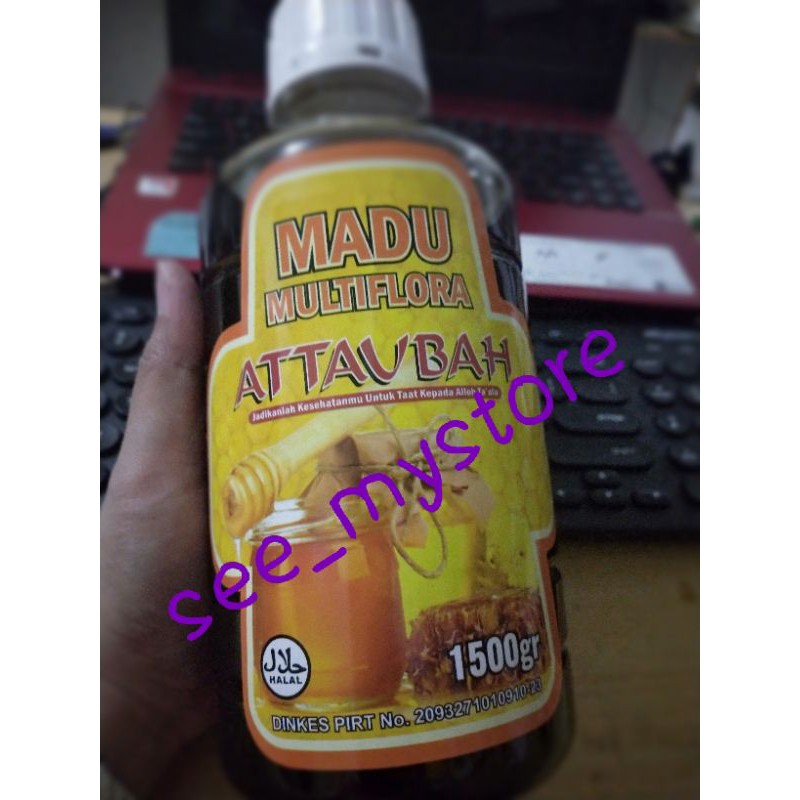 MADU
MULTIFLORA
ATTAUBAH
Jadikanlah Kesehatanmu Untuk Taat Kepada Alloh Ta'ala
see_mystore
1500gr
حلال
HALAL
DINKES PIRT No. 2093271010910-23